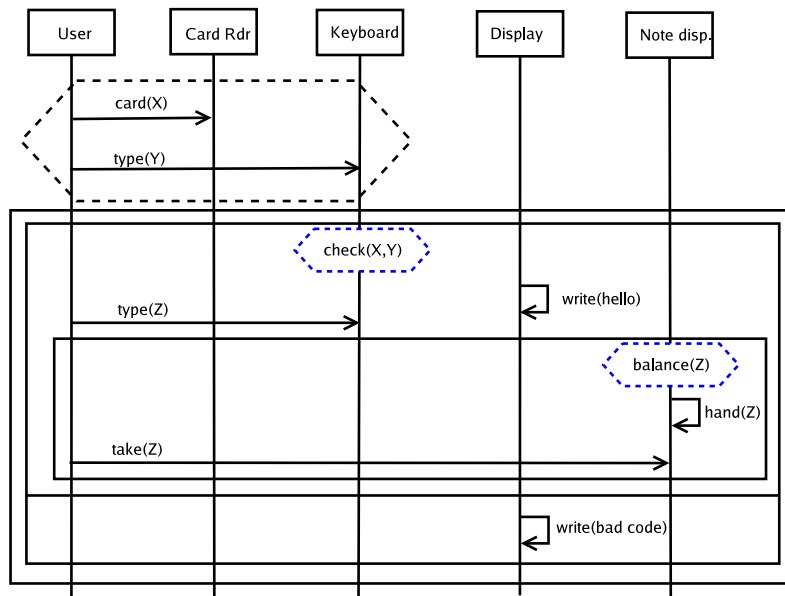 User
Card Rdr
Keyboard
Display
Note disp.
card(X)
type(Y)
check(X,Y)
write(hello)
type(Z)
balance(Z)
hand(Z)
take(Z)
write(bad code)